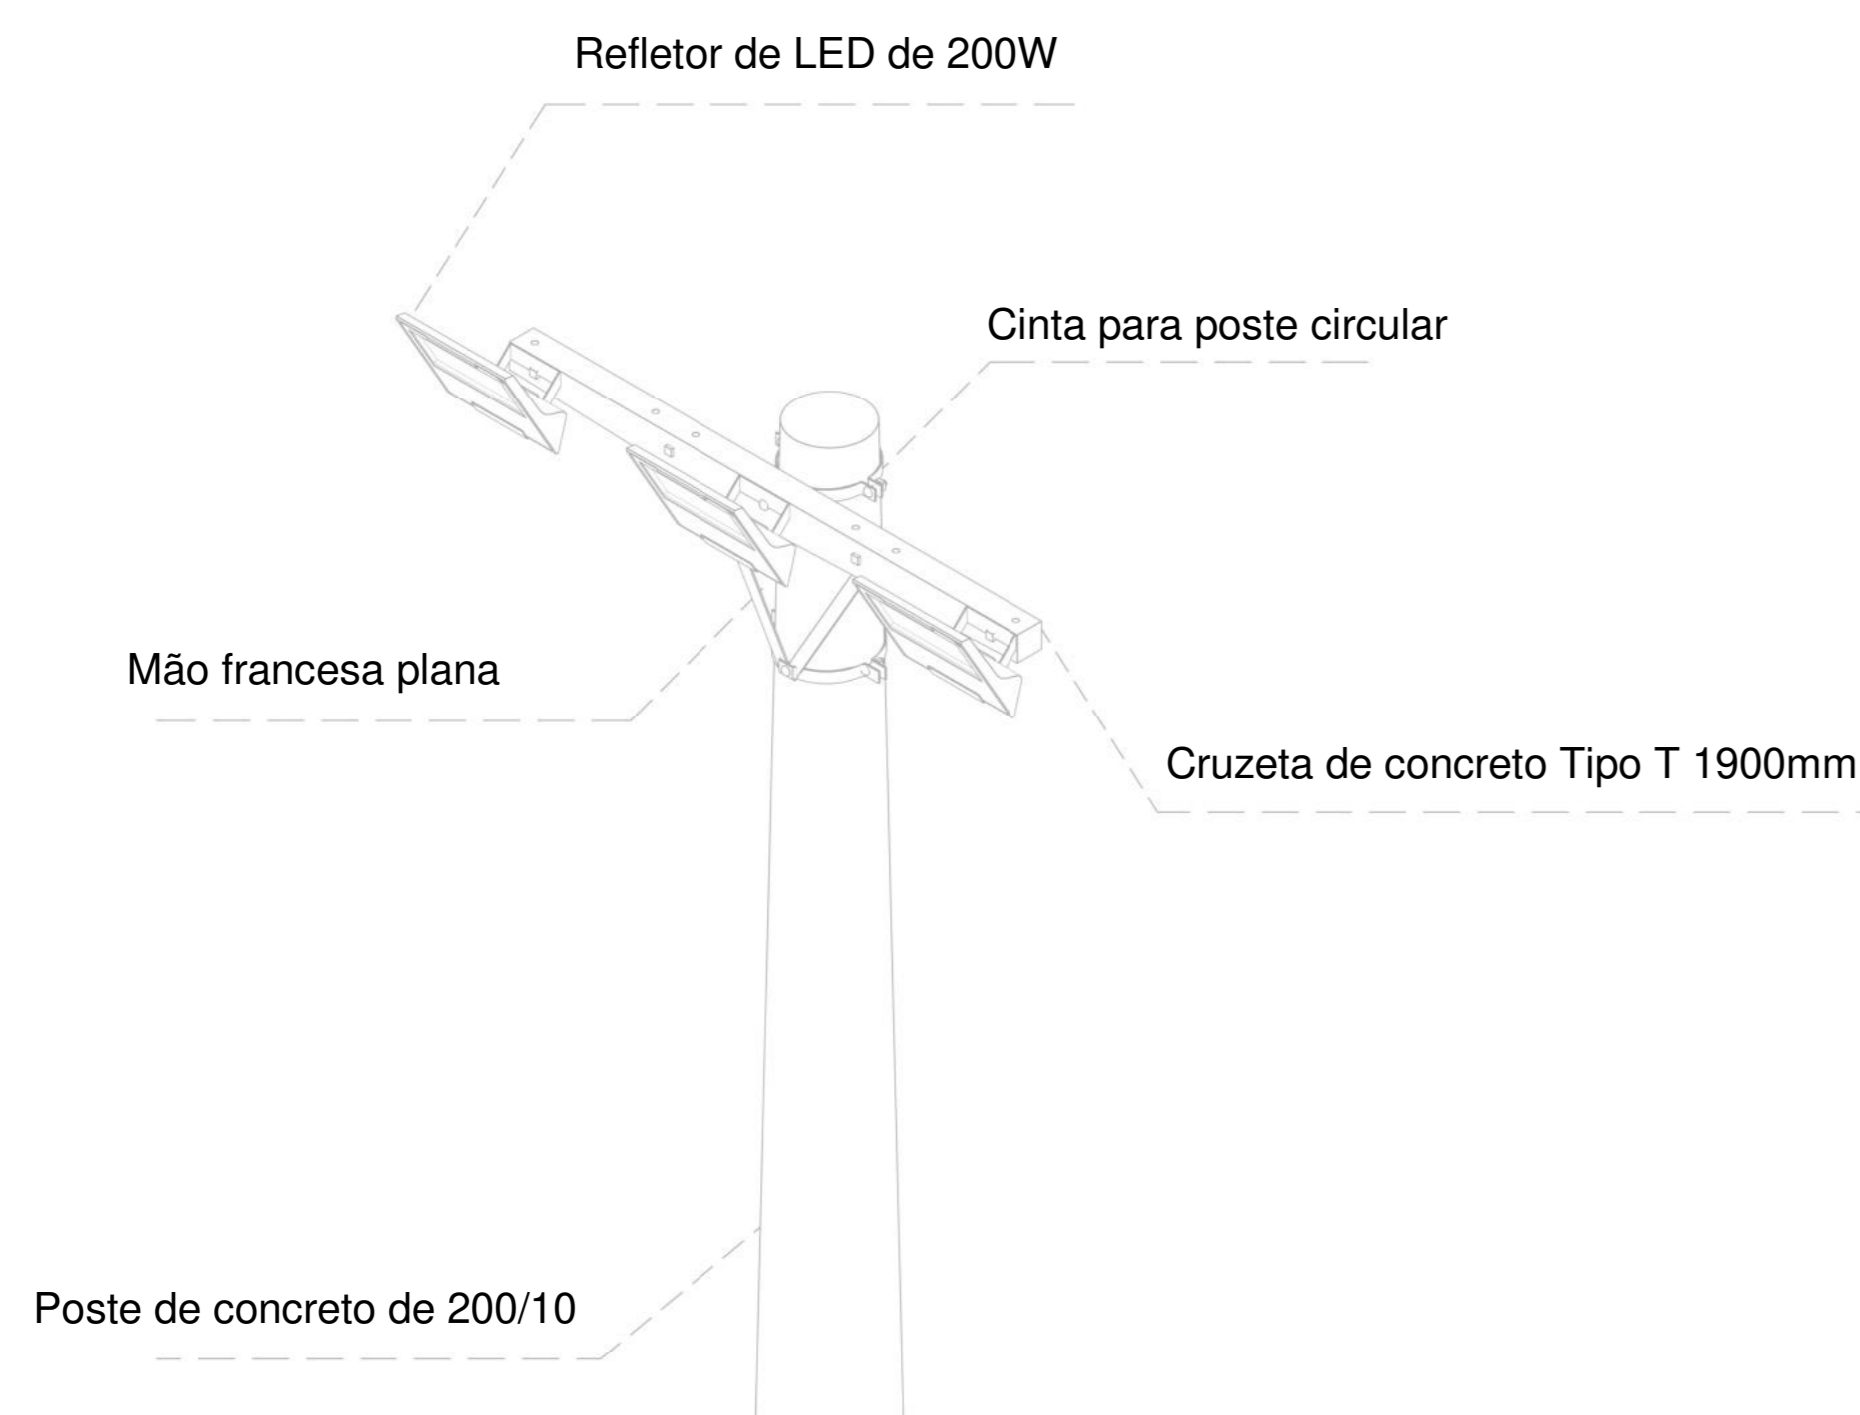 Refletor de LED de 200W
Cinta para poste circular
Mão francesa plana
Cruzeta de concreto Tipo T 1900mm
Poste de concreto de 200/10